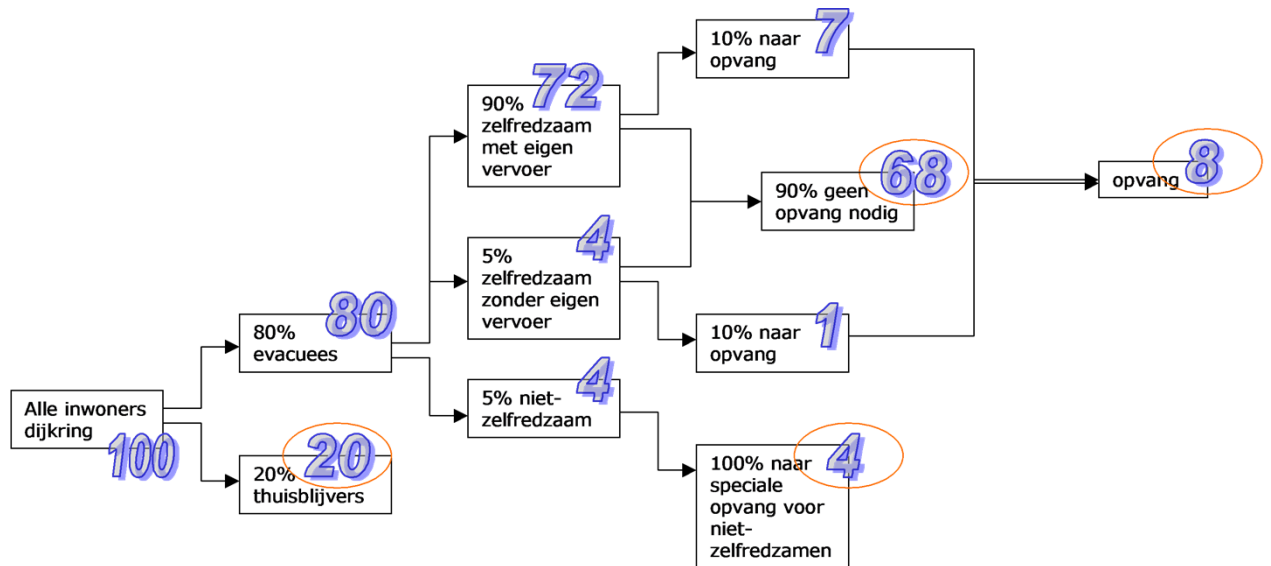 Alle inwoners
dijkring
100
80%
evacuees
80
20%
thuisblijvers
20
90%
zelfredzaam
met eigen
vervoer
72
5%
zelfredzaam
zonder eigen
vervoer
4
5% niet-
zelfredzaam
4
10% naar
opvang
7
90% geen
opvang nodig
68
10% naar
opvang
1
100% naar
speciale
opvang voor
niet-
zelfredzamen
4
opvang
8